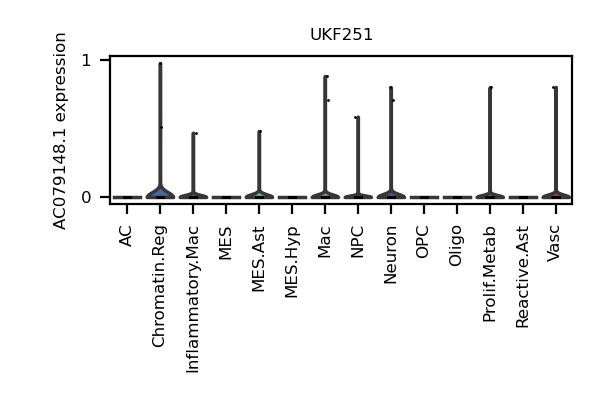 UKF251
AC079148.1 expression
1
0
AC
Chromatin.Reg
Inflammatory.Mac
MES
MES.Ast
MES.Hyp
Mac
NPC
Neuron
OPC
Oligo
Prolif.Metab
Reactive.Ast
Vasc